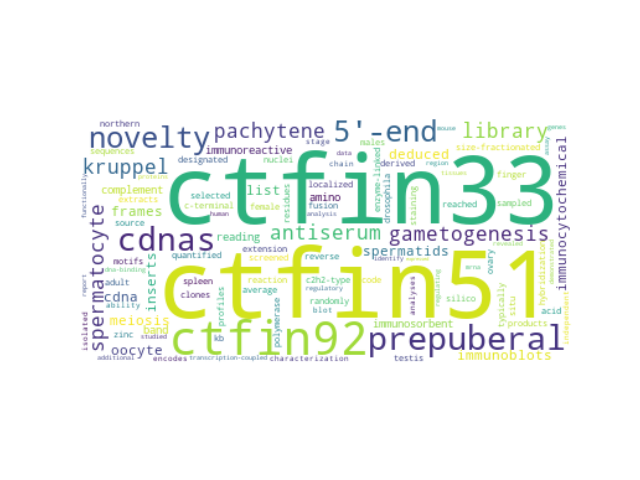 northern
novelty
pachytene
5'-end
library
genes
mouse
assay
sequences
immunoreactive
stage
males
deduced
size-fractionated
kruppel
designated
nuclei
data
chain
derived
region
tissues
immunocytochemical
functionally
complement
proteins
ctfin33
list
localized
enzyme-linked
drosophila
finger
extracts
selected
residues
amino
staining
reached
sampled
frames
c-terminal
female
fusion
source
human
analysis
antiserum
gametogenesis
spermatocyte
cdnas
reading
extension
spermatids
revealed
demonstrated
hybridization
motifs
quantified
screened
reverse
identify
ovary
dna-binding
ctfin51
adult
spleen
reaction
c2h2-type
code
mrna
cdna
inserts
clones
average
regulatory
analyses
regulating
silico
ability
profiles
randomly
typically
situ
independent
report
meiosis
polymerase
blot
immunosorbent
products
acid
isolated
zinc
band
kb
ctfin92
prepuberal
studied
oocyte
immunoblots
additional
encodes
transcription-coupled
characterization
testis